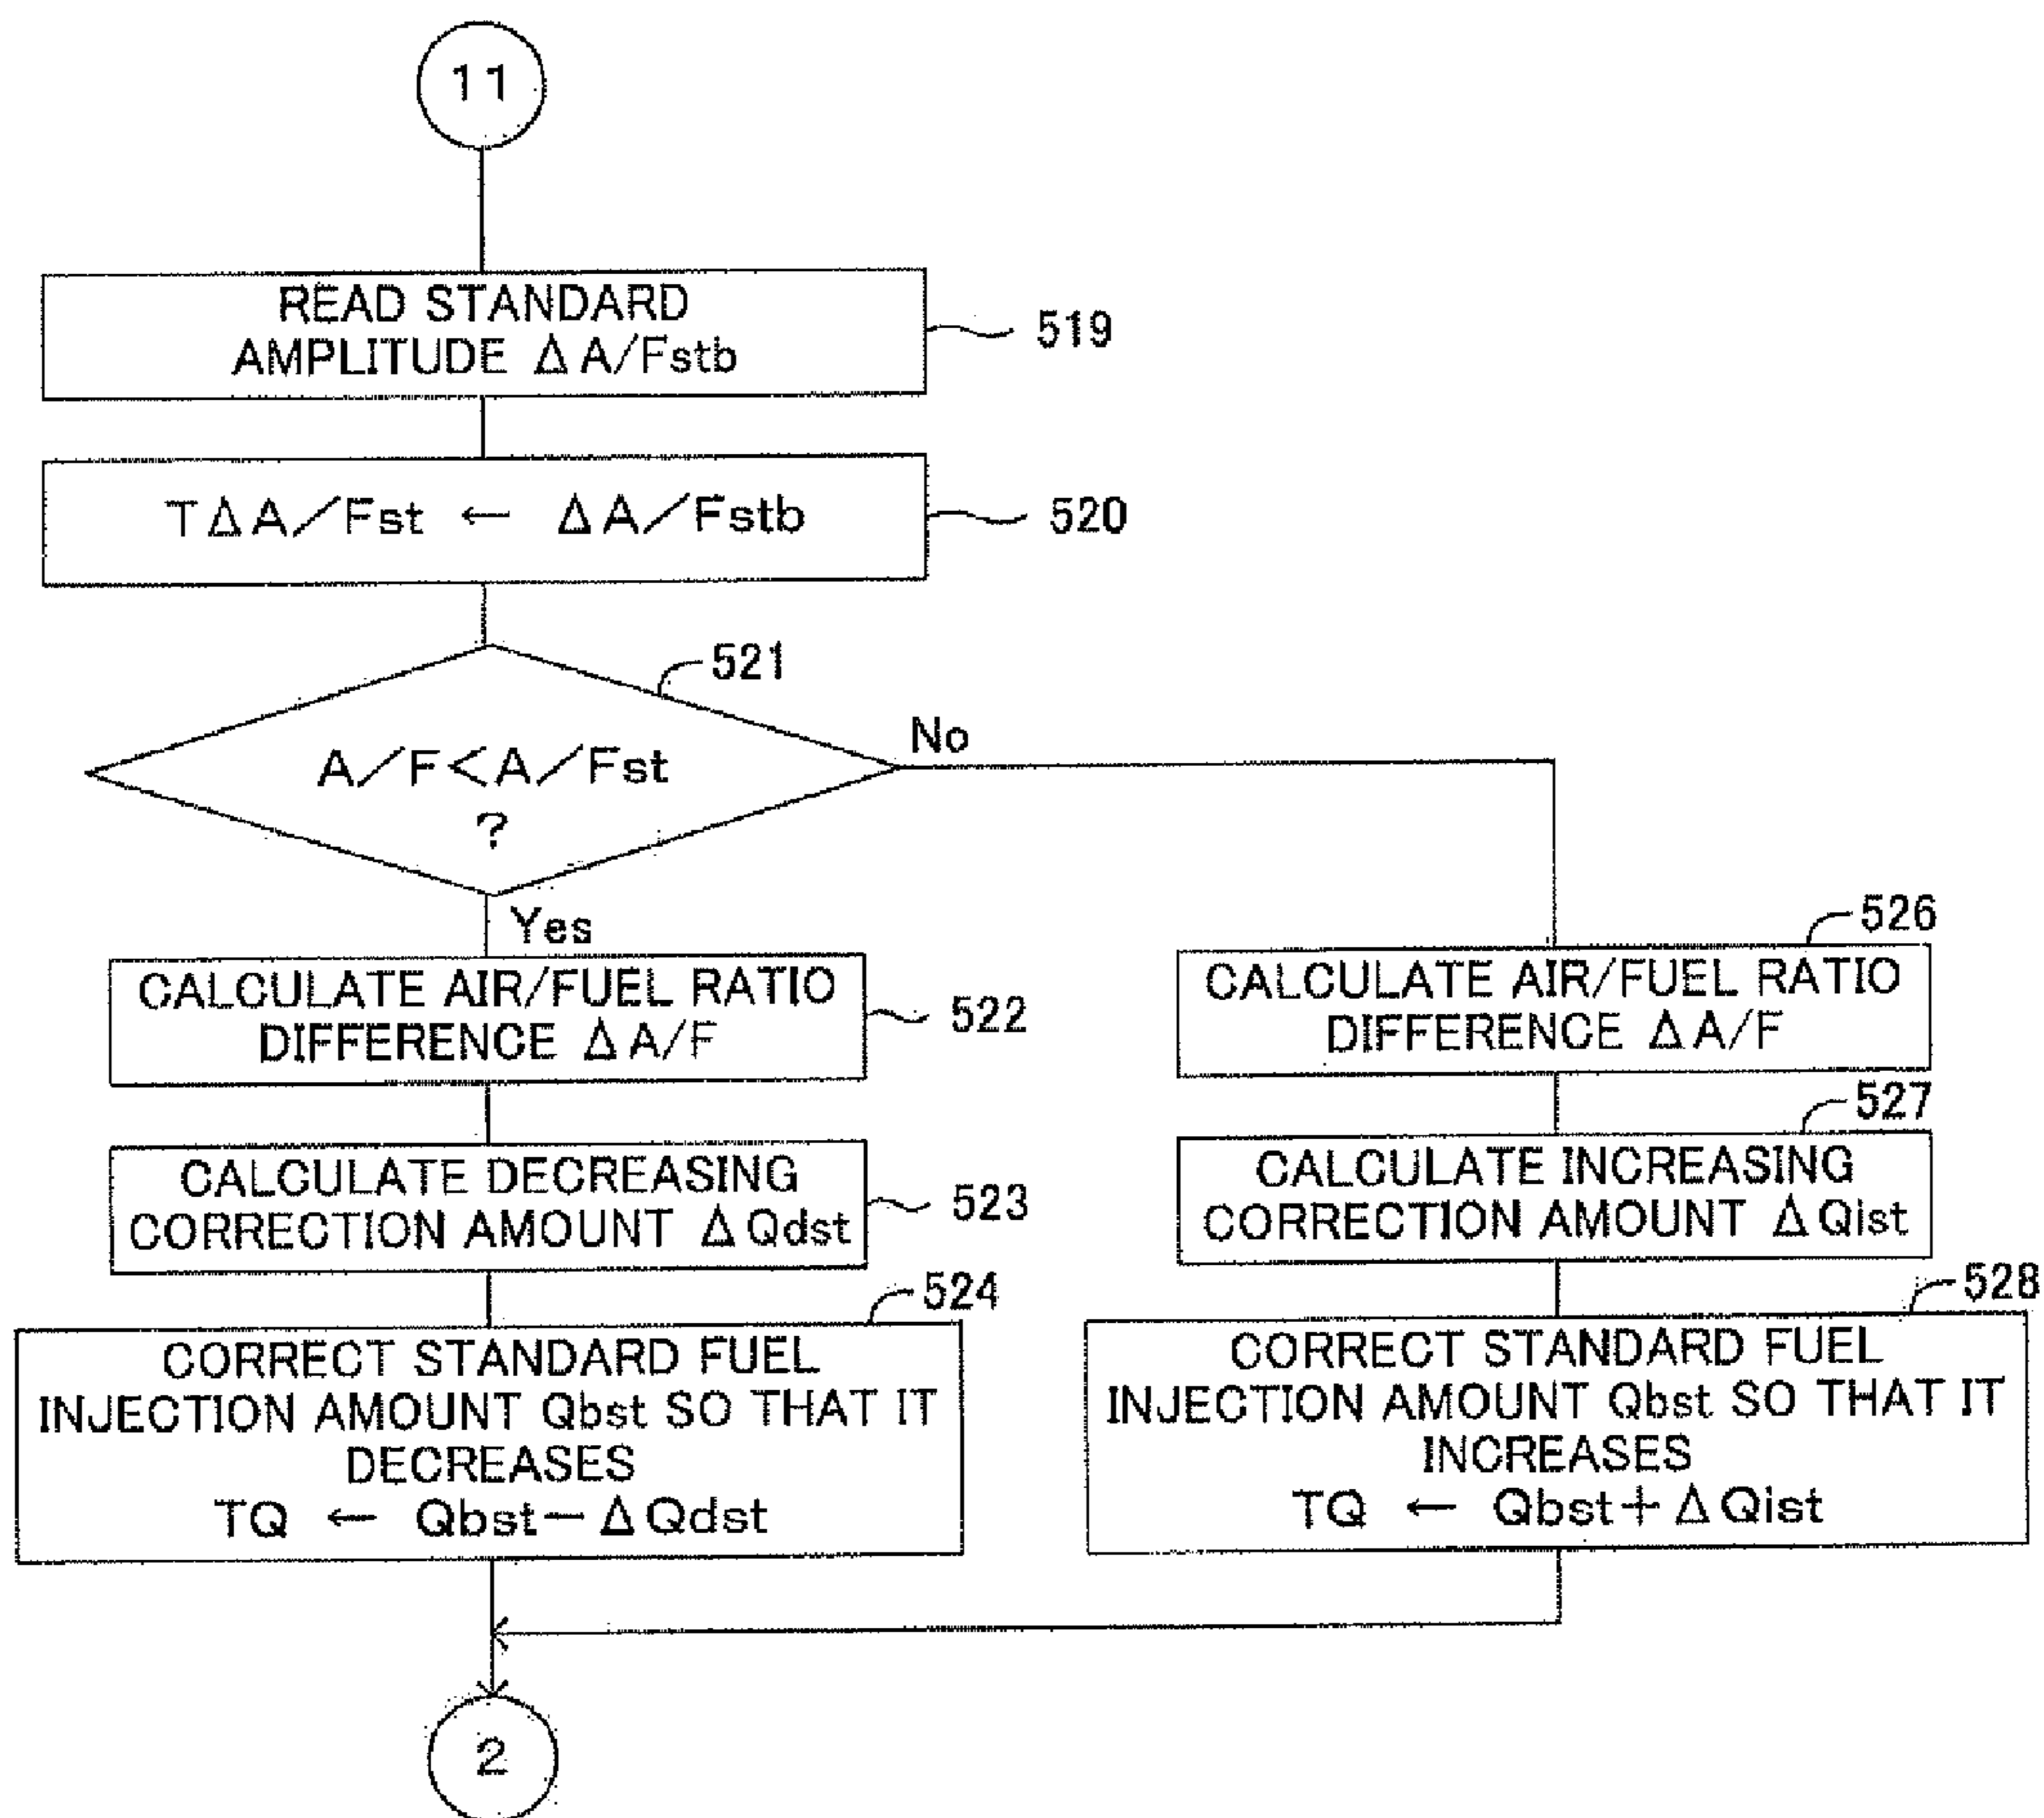 11
READ STANDARD
AMPLITUDE ΔA/Fstb
519
TΔA/Fst ← ΔA/Fstb
520
521
A/F<A/Fst
?
No
Yes
CALCULATE AIR/FUEL RATIO
DIFFERENCE ΔA/F
522
CALCULATE DECREASING
CORRECTION AMOUNT ΔQdst
523
524
CORRECT STANDARD FUEL
INJECTION AMOUNT Qbst SO THAT IT
DECREASES
TQ ← Qbst−ΔQdst
526
CALCULATE AIR/FUEL RATIO
DIFFERENCE ΔA/F
527
CALCULATE INCREASING
CORRECTION AMOUNT ΔQist
528
CORRECT STANDARD FUEL
INJECTION AMOUNT Qbst SO THAT IT
INCREASES
TQ ← Qbst+ΔQist
2